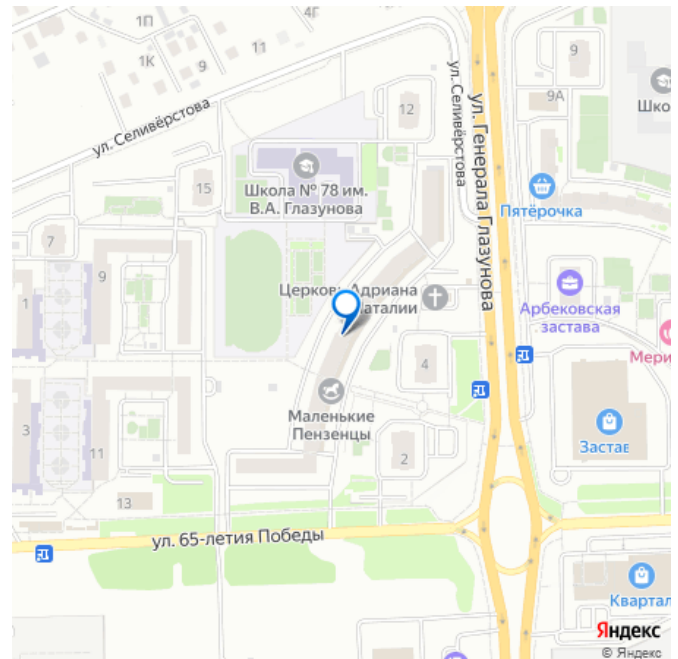 4Г
1П
11
1К
9
ул. Селивёрстова
12
ул. Селивёрстова
ул. Генерала Глазунова
9
9А
Шко
Школа № 78 им.
В.А. Глазунова
15
Пятёрочка
7
9
Церковь Адриана
Наталии
1
Арбековская
застава
Мери
4
Маленькие
Пензенцы
Застав
3
11
2
13
ул. 65-летия Победы
Квартал
Яндекс
© Яндекс